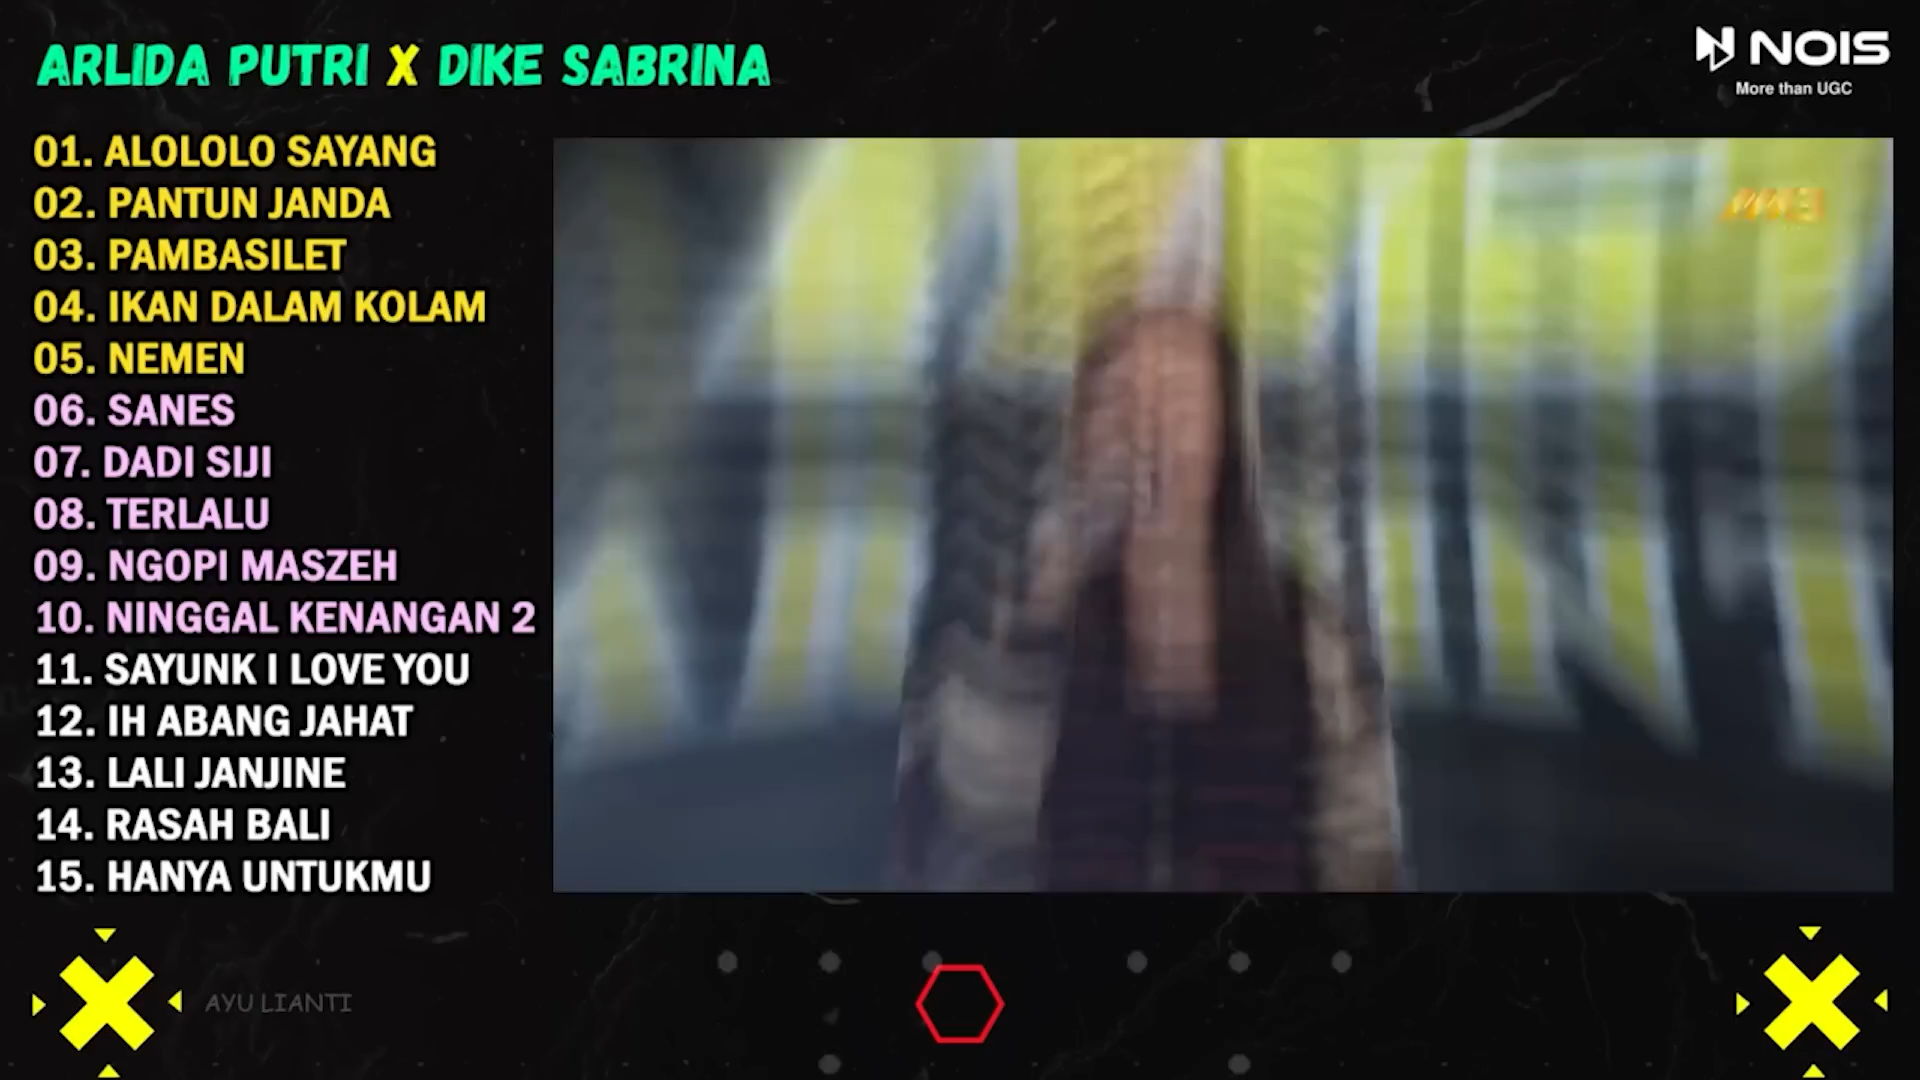 ARLIDA PUTRI X DIKE SABRINA
NOIS
More than UGC
01. ALOLOLO SAYANG
02. PANTUN JANDA
03. PAMBASILET
04. IKAN DALAM KOLAM
05. NEMEN
06. SANES
07. DADI SIJI
08. TERLALU
09. NGOPI MASZEH
10. NINGGAL KENANGAN 2
11. SAYUNK I LOVE YOU
12. IH ABANG JAHAT
13. LALI JANJINE
14. RASAH BALI
15. HANYA UNTUKMU
AYU LIANTI